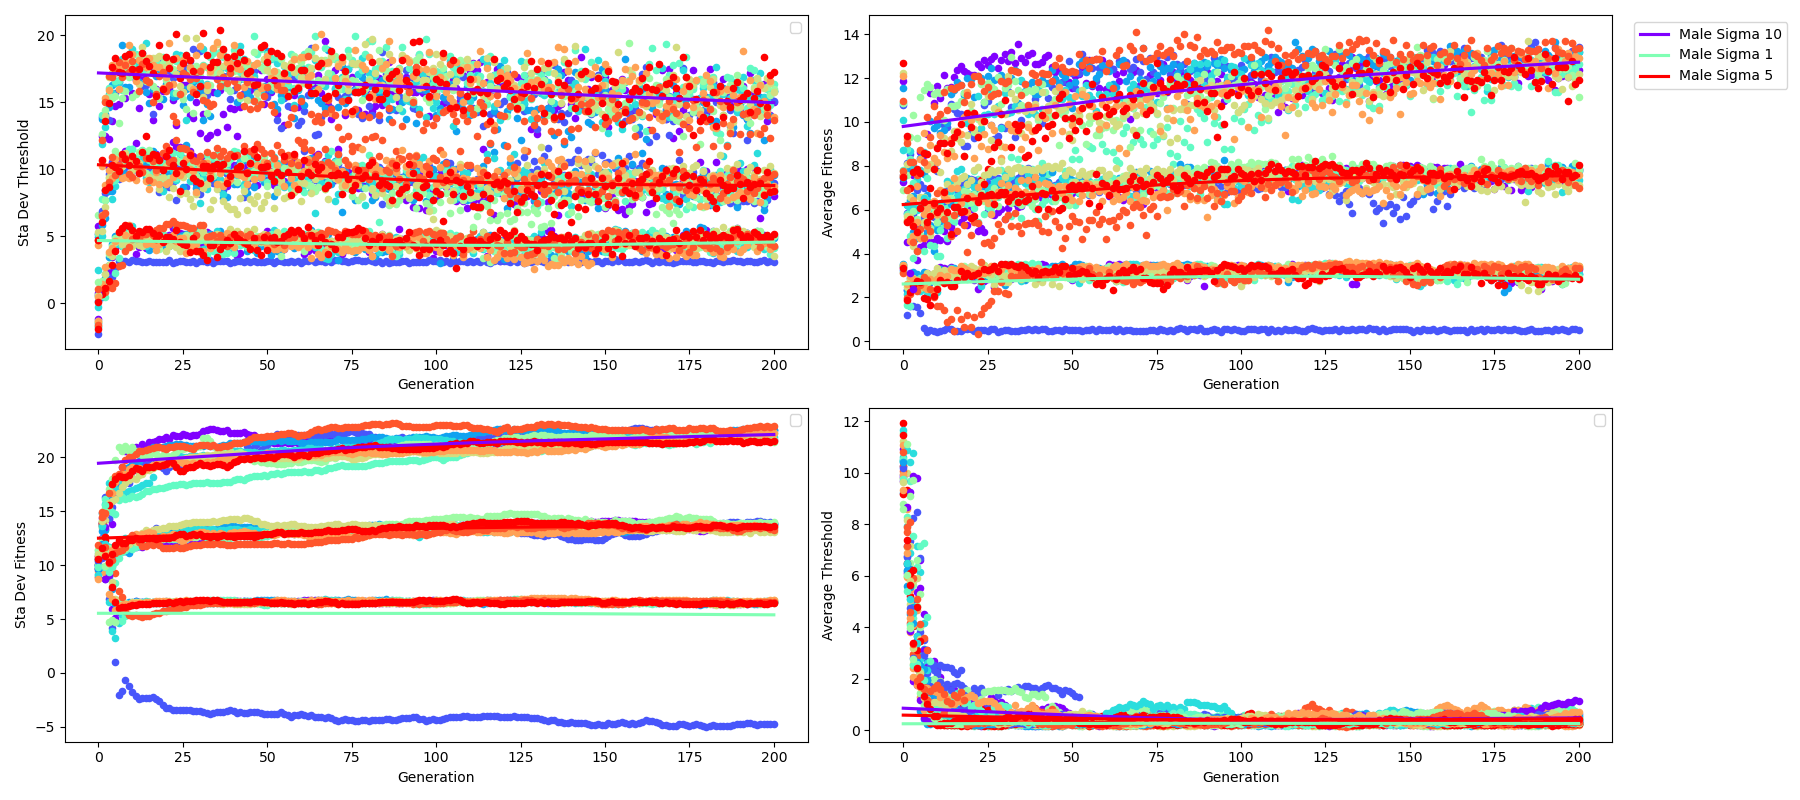 20
15
10
5
0
Sta Dev Threshold
0 25 50 75 100 125 150 175 200
Generation
14
12
10
8
6
4
2
0
Average Fitness
0 25 50 75 100 125 150 175 200
Generation
Male Sigma 10
Male Sigma 1
Male Sigma 5
20
15
10
5
0
−5
Sta Dev Fitness
0 25 50 75 100 125 150 175 200
Generation
12
10
8
6
4
2
0
Average Threshold
0 25 50 75 100 125 150 175 200
Generation